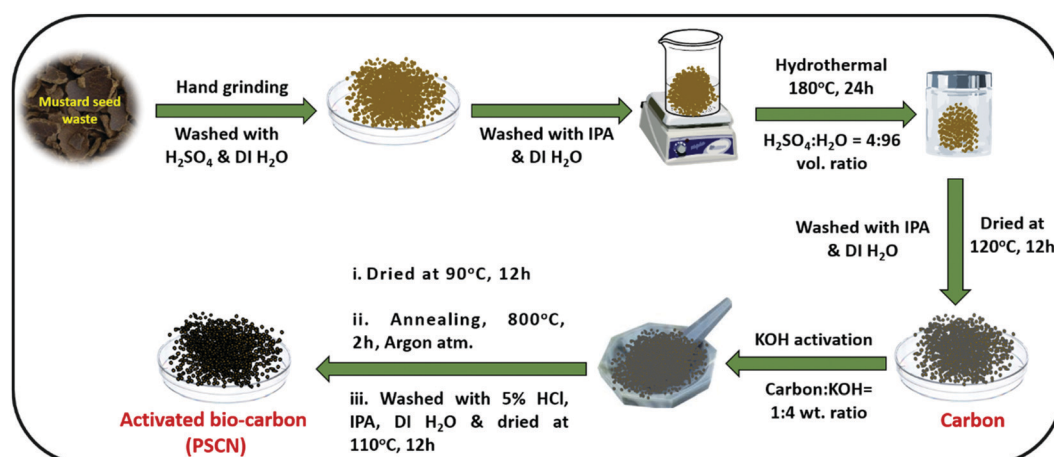 Mustard seed
waste
Hand grinding
Washed with
H₂SO₄ & DI H₂O
Washed with IPA
& DI H₂O
Hydrothermal
180°C, 24h
H₂SO₄:H₂O = 4:96
vol. ratio
Washed with IPA
& DI H₂O
Dried at
120°C, 12h
Carbon
KOH activation
Carbon:KOH=
1:4 wt. ratio
i. Dried at 90°C, 12h
ii. Annealing, 800°C,
2h, Argon atm.
iii. Washed with 5% HCl,
IPA, DI H₂O & dried at
110°C, 12h
Activated bio-carbon
(PSCN)